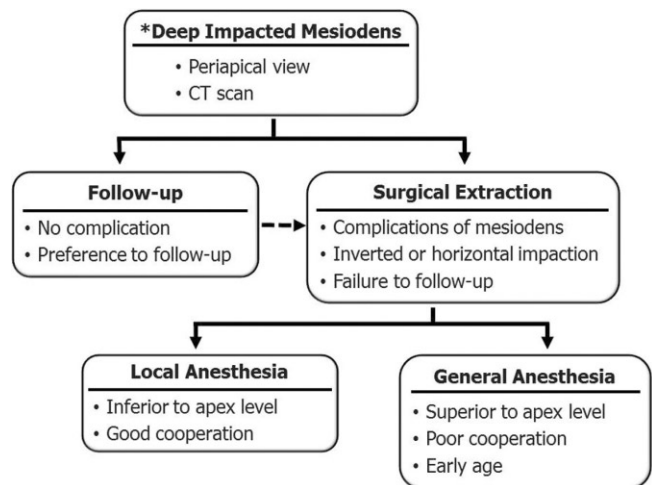 *Deep Impacted Mesiodens
• Periapical view
• CT scan
Follow-up
• No complication
• Preference to follow-up
Surgical Extraction
• Complications of mesiodens
• Inverted or horizontal impaction
• Failure to follow-up
Local Anesthesia
• Inferior to apex level
• Good cooperation
General Anesthesia
• Superior to apex level
• Poor cooperation
• Early age